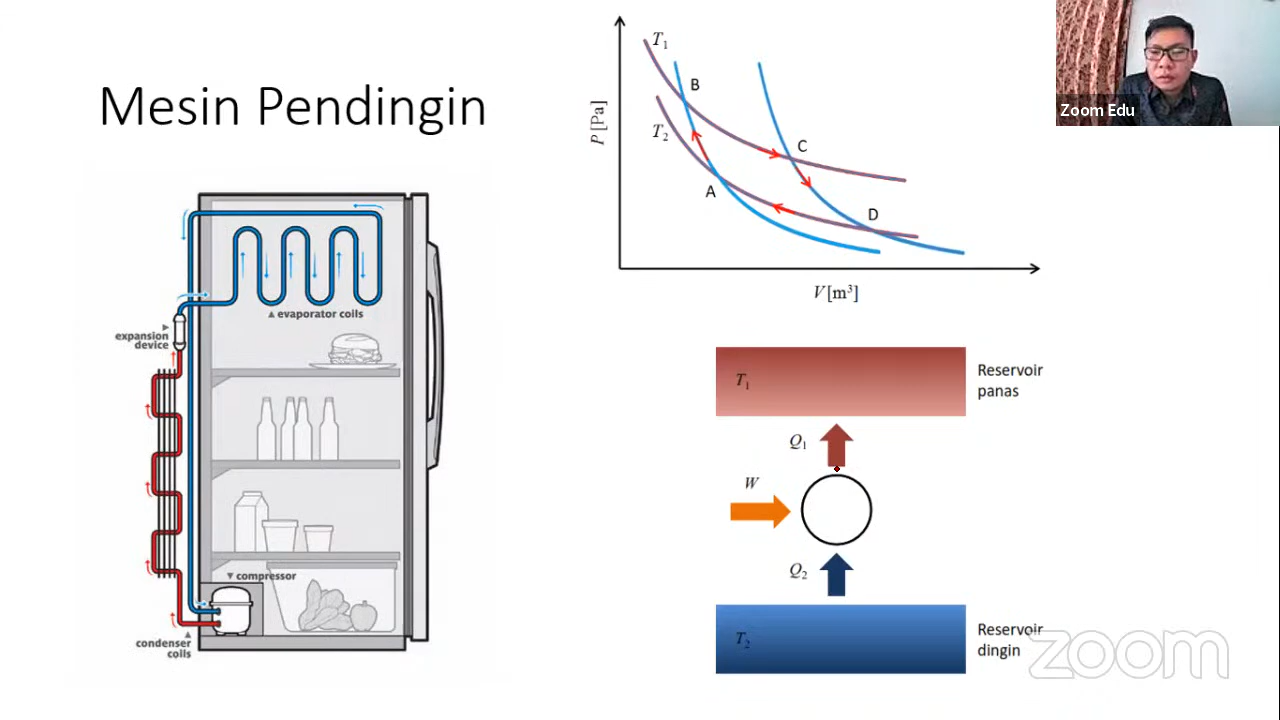 Mesin Pendingin
evaporator coils
expansion
device
compressor
condenser
coils
P [Pa]
T₁
T₂
B
C
A
D
V [m³]
T₁
Reservoir
panas
Q₁
W
Q₂
T₂
Reservoir
dingin
Zoom Edu
zoom